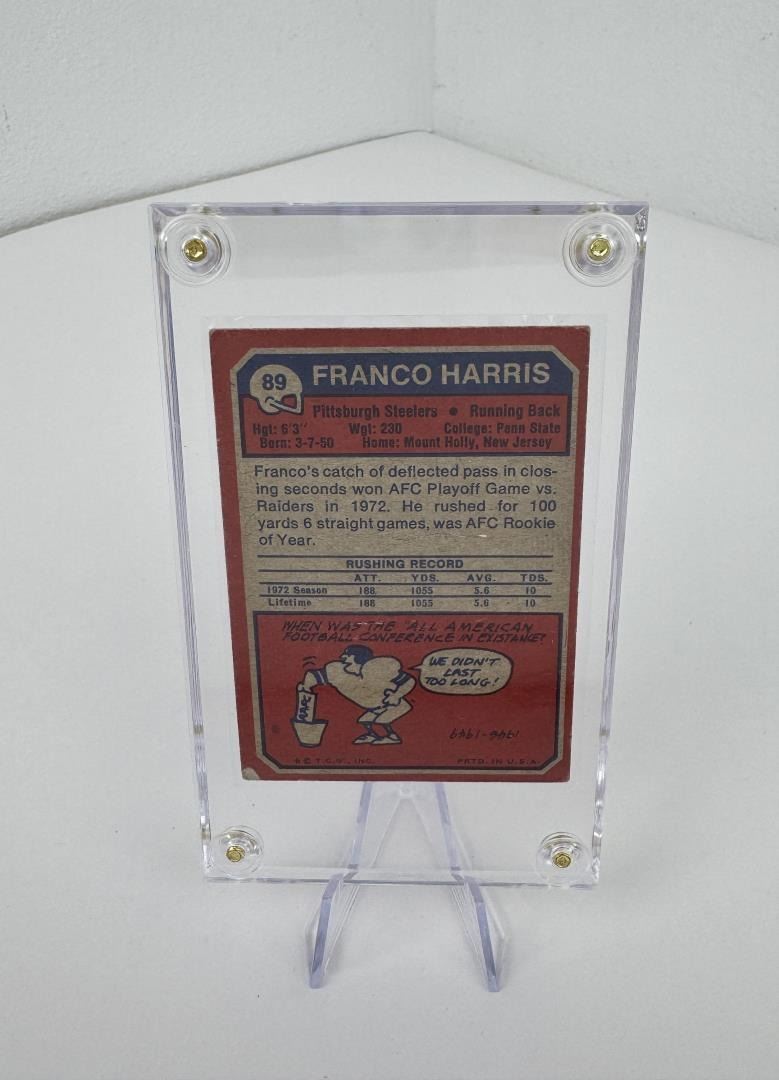 89 FRANCO HARRIS
Pittsburgh Steelers • Running Back
Hgt: 6'3" Wgt: 230 College: Penn State
Born: 3-7-50 Home: Mount Holly, New Jersey
Franco's catch of deflected pass in clos-
ing seconds won AFC Playoff Game vs.
Raiders in 1972. He rushed for 100
yards 6 straight games, was AFC Rookie
of Year.
RUSHING RECORD
ATT. YDS. AVG. TDS.
1972 Season 188 1055 5.6 10
Lifetime 188 1055 5.6 10
WHEN WAS THE "ALL AMERICAN
FOOTBALL CONFERENCE IN EXISTANCE?
WE DIDN'T
LAST
TOO LONG!
AAFC
1946-1949
* © T.C.G., INC. PRTD. IN U.S.A.